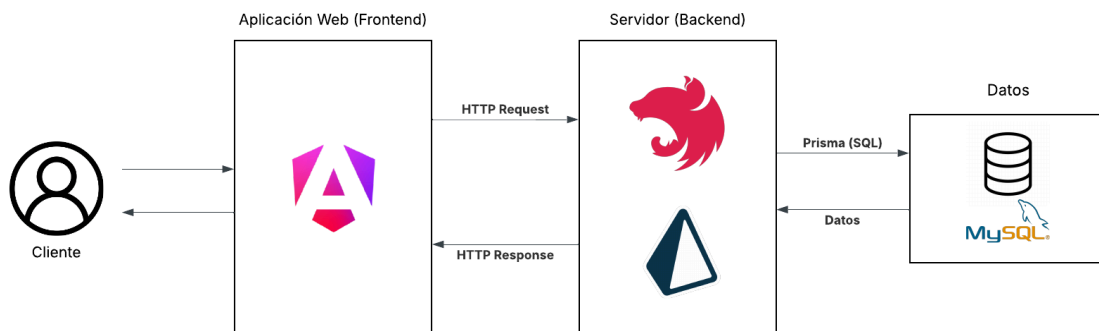 Aplicación Web (Frontend)
Servidor (Backend)
Datos
HTTP Request
Prisma (SQL)
Datos
HTTP Response
Cliente
MySQL